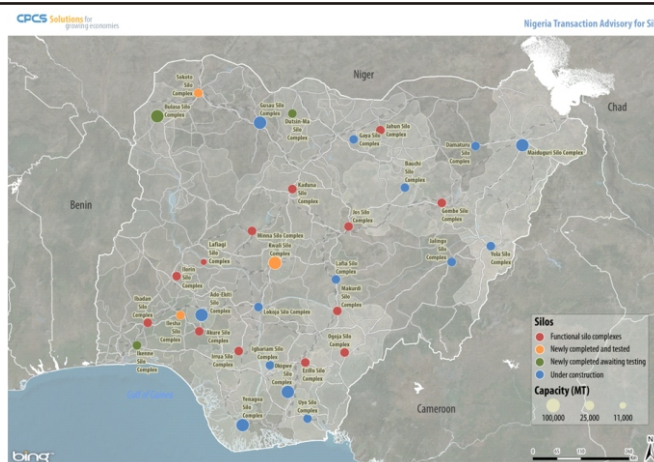 CPCS Solutions for
growing economies
Nigeria Transaction Advisory for Si
Niger
Chad
Benin
Cameroon
Sokoto
Silo
Complex
Bulasa Silo
Complex
Gusau Silo
Complex
Dutsin-Ma
Silo
Complex
Gaya Silo
Complex
Jahun Silo
Complex
Damaturu
Silo
Complex
Maiduguri Silo Complex
Bauchi
Silo
Complex
Kaduna
Silo
Complex
Gombe Silo
Complex
Jos Silo
Complex
Minna Silo Complex
Kwali Silo
Complex
Jalingo
Silo
Complex
Yola Silo
Complex
Lafiagi
Silo
Complex
Ilorin
Silo
Complex
Lafia Silo
Complex
Makurdi
Silo
Complex
Ado Ekiti
Silo
Complex
Lokoja Silo Complex
Ibadan
Silo
Complex
Ilesha
Silo
Complex
Akure Silo
Complex
Ogoja Silo
Complex
Ikenne
Silo
Complex
Irrua Silo
Complex
Igbariam Silo
Complex
Okigwe
Silo
Complex
Ezillo Silo
Complex
Yenagoa
Silo
Complex
Uyo Silo
Complex
Silos
Functional silo complexes
Newly completed and tested
Newly completed awaiting testing
Under construction
Capacity (MT)
100,000 25,000 11,000
N
bing